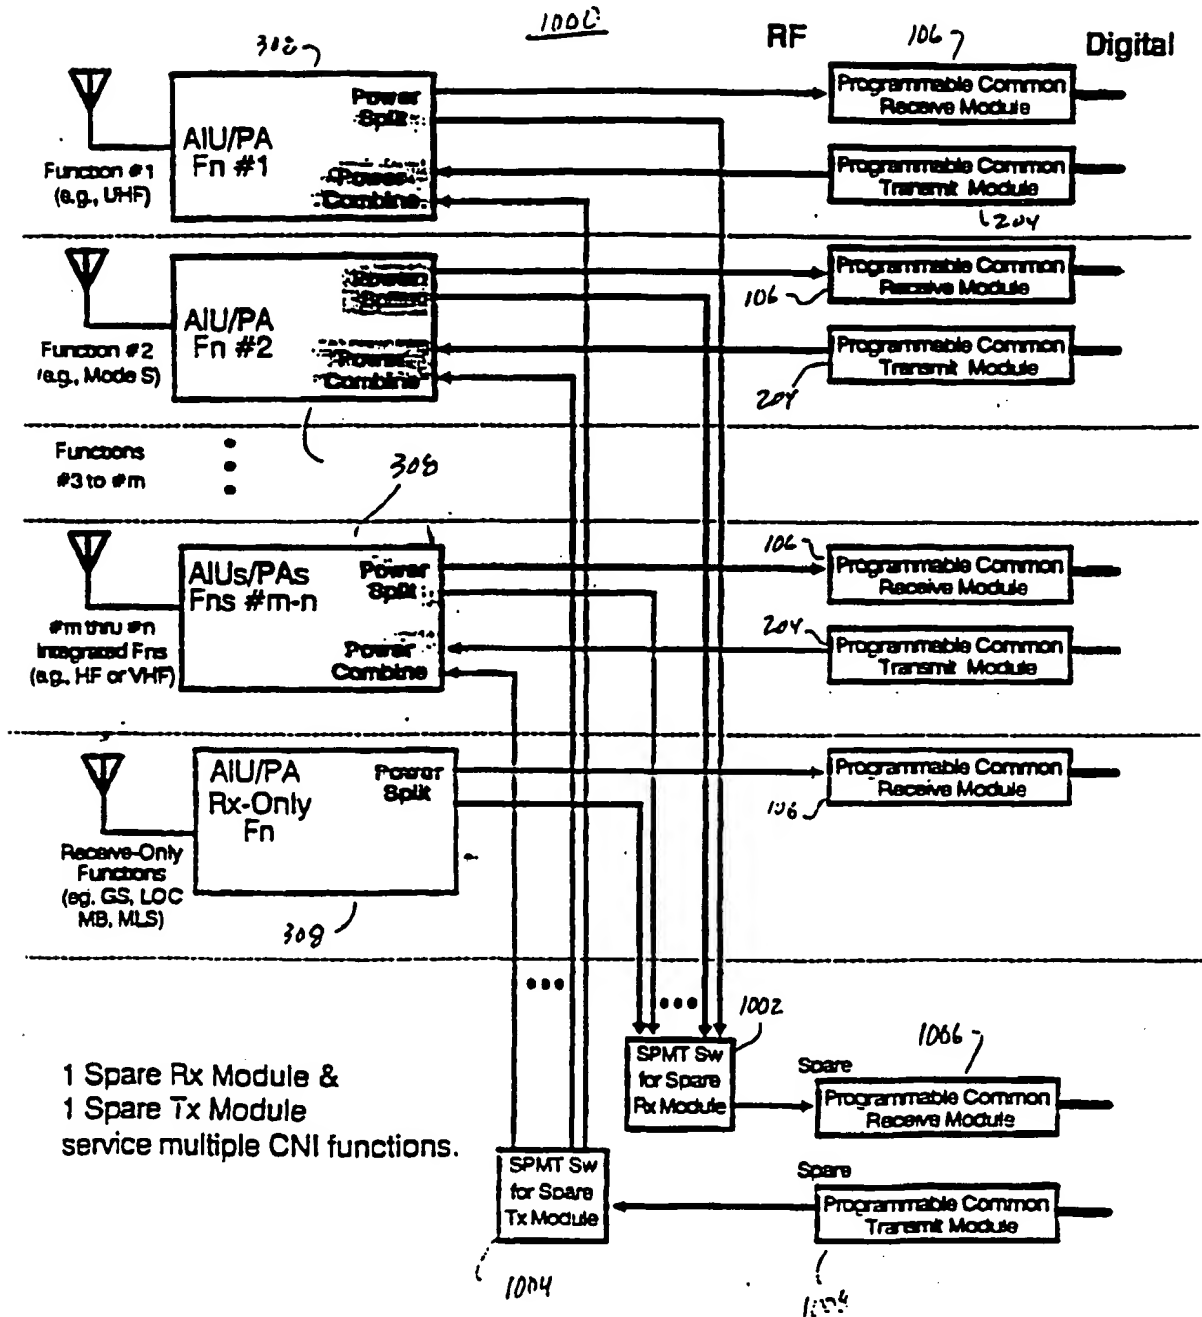 1000
RF
Digital
308
106
AIU/PA
Fn #1
Power
Split
Power
Combine
Function #1
(e.g., UHF)
Programmable Common
Receive Module
Programmable Common
Transmit Module
204
AIU/PA
Fn #2
Power
Power
Combine
Function #2
(e.g., Mode S)
Programmable Common
Receive Module
106
Programmable Common
Transmit Module
204
Functions
#3 to #m
308
AIUs/PAs
Fns #m-n
Power
Split
Power
Combine
#m thru #n
Integrated Fns
(e.g., HF or VHF)
106
Programmable Common
Receive Module
204
Programmable Common
Transmit Module
AIU/PA
Rx-Only
Fn
Power
Split
Receive-Only
Functions
(eg. GS, LOC
MB, MLS)
308
Programmable Common
Receive Module
106
1 Spare Rx Module &
1 Spare Tx Module
service multiple CNI functions.
1002
SPMT Sw
for Spare
Rx Module
1006
Spare
Programmable Common
Receive Module
SPMT Sw
for Spare
Tx Module
1004
Spare
Programmable Common
Transmit Module